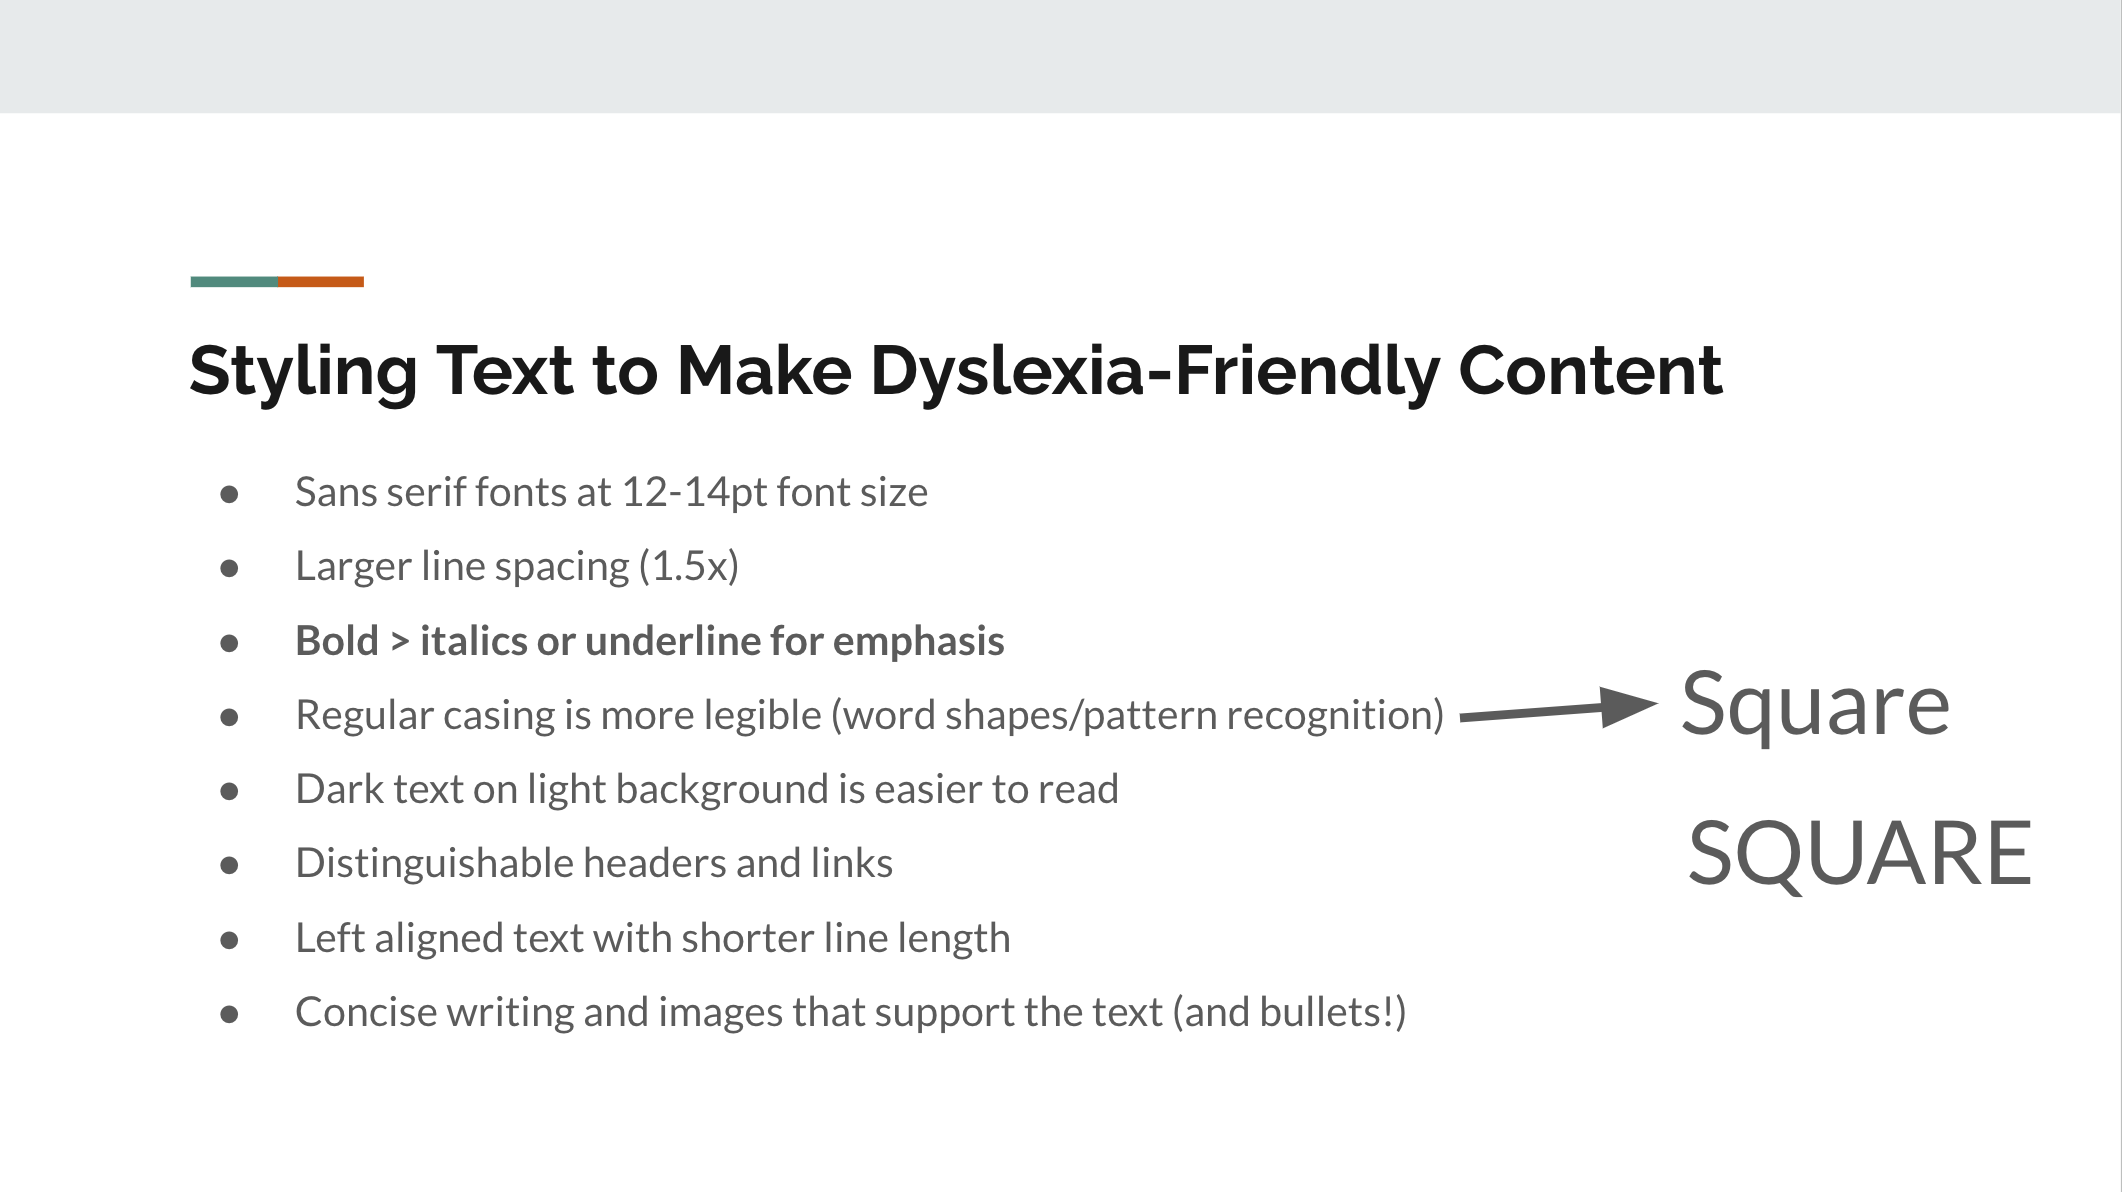 Styling Text to Make Dyslexia-Friendly Content
● Sans serif fonts at 12-14pt font size
● Larger line spacing (1.5x)
● Bold > italics or underline for emphasis
● Regular casing is more legible (word shapes/pattern recognition)
Square
● Dark text on light background is easier to read
SQUARE
● Distinguishable headers and links
● Left aligned text with shorter line length
● Concise writing and images that support the text (and bullets!)